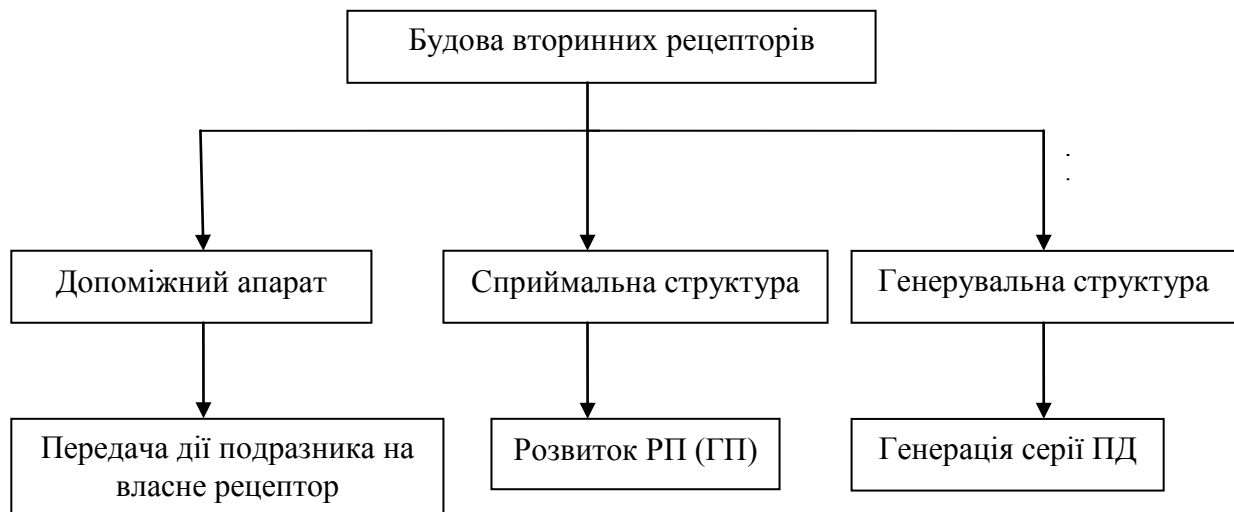 Будова вторинних рецепторів
Допоміжний апарат
Сприймальна структура
Генерувальна структура
Передача дії подразника на
власне рецептор
Розвиток РП (ГП)
Генерація серії ПД